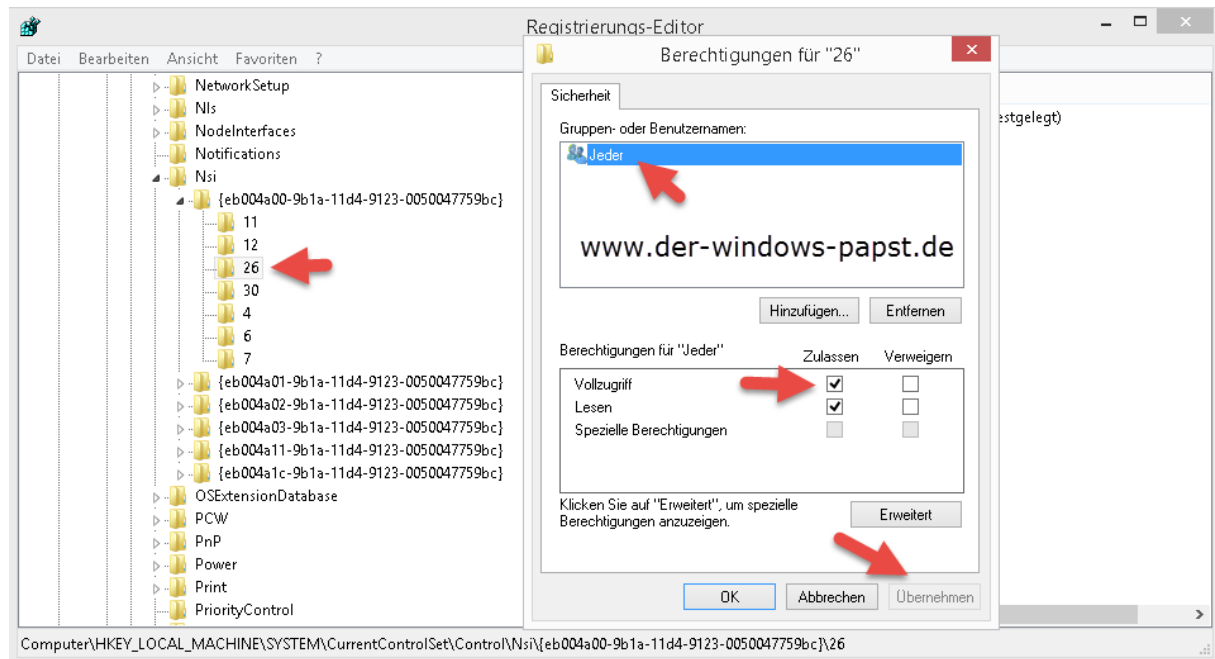 Registrierungs-Editor
Datei Bearbeiten Ansicht Favoriten ?
NetworkSetup
Nls
NodeInterfaces
Notifications
Nsi
{eb004a00-9b1a-11d4-9123-0050047759bc}
11
12
26
30
4
6
7
{eb004a01-9b1a-11d4-9123-0050047759bc}
{eb004a02-9b1a-11d4-9123-0050047759bc}
{eb004a03-9b1a-11d4-9123-0050047759bc}
{eb004a11-9b1a-11d4-9123-0050047759bc}
{eb004a1c-9b1a-11d4-9123-0050047759bc}
OSExtensionDatabase
PCW
PnP
Power
Print
PriorityControl
estgelegt)
Berechtigungen für "26"
Sicherheit
Gruppen- oder Benutzernamen:
Jeder
www.der-windows-papst.de
Hinzufügen... Entfernen
Berechtigungen für "Jeder" Zulassen Verweigern
Vollzugriff
Lesen
Spezielle Berechtigungen
Klicken Sie auf "Erweitert", um spezielle
Berechtigungen anzuzeigen.
Erweitert
OK Abbrechen Übernehmen
Computer\HKEY_LOCAL_MACHINE\SYSTEM\CurrentControlSet\Control\Nsi\{eb004a00-9b1a-11d4-9123-0050047759bc}\26